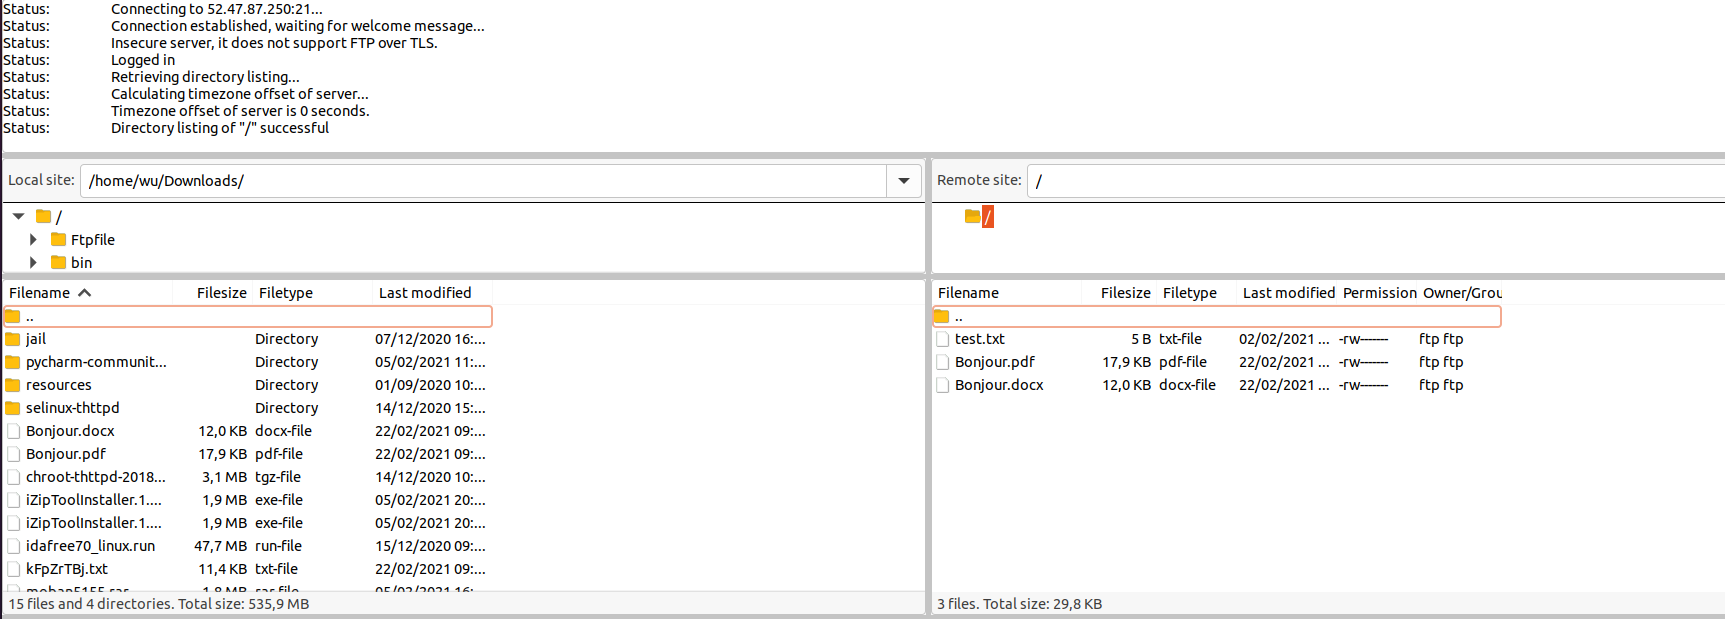 Status: Connecting to 52.47.87.250:21...
Status: Connection established, waiting for welcome message...
Status: Insecure server, it does not support FTP over TLS.
Status: Logged in
Status: Retrieving directory listing...
Status: Calculating timezone offset of server...
Status: Timezone offset of server is 0 seconds.
Status: Directory listing of "/" successful
Local site: /home/wu/Downloads/
/
Ftpfile
bin
Filename Filesize Filetype Last modified
..
jail Directory 07/12/2020 16:...
pycharm-communit... Directory 05/02/2021 11:...
resources Directory 01/09/2020 10:...
selinux-thttpd Directory 14/12/2020 15:...
Bonjour.docx 12,0 KB docx-file 22/02/2021 09:...
Bonjour.pdf 17,9 KB pdf-file 22/02/2021 09:...
chroot-thttpd-2018... 3,1 MB tgz-file 14/12/2020 10:...
iZipToolInstaller.1.... 1,9 MB exe-file 05/02/2021 20:...
iZipToolInstaller.1.... 1,9 MB exe-file 05/02/2021 20:...
idafree70_linux.run 47,7 MB run-file 15/12/2020 09:...
kFpZrTBj.txt 11,4 KB txt-file 22/02/2021 09:...
15 files and 4 directories. Total size: 535,9 MB
Remote site: /
/
Filename Filesize Filetype Last modified Permission Owner/Grou
..
test.txt 5 B txt-file 02/02/2021 ... -rw------- ftp ftp
Bonjour.pdf 17,9 KB pdf-file 22/02/2021 ... -rw------- ftp ftp
Bonjour.docx 12,0 KB docx-file 22/02/2021 ... -rw------- ftp ftp
3 files. Total size: 29,8 KB